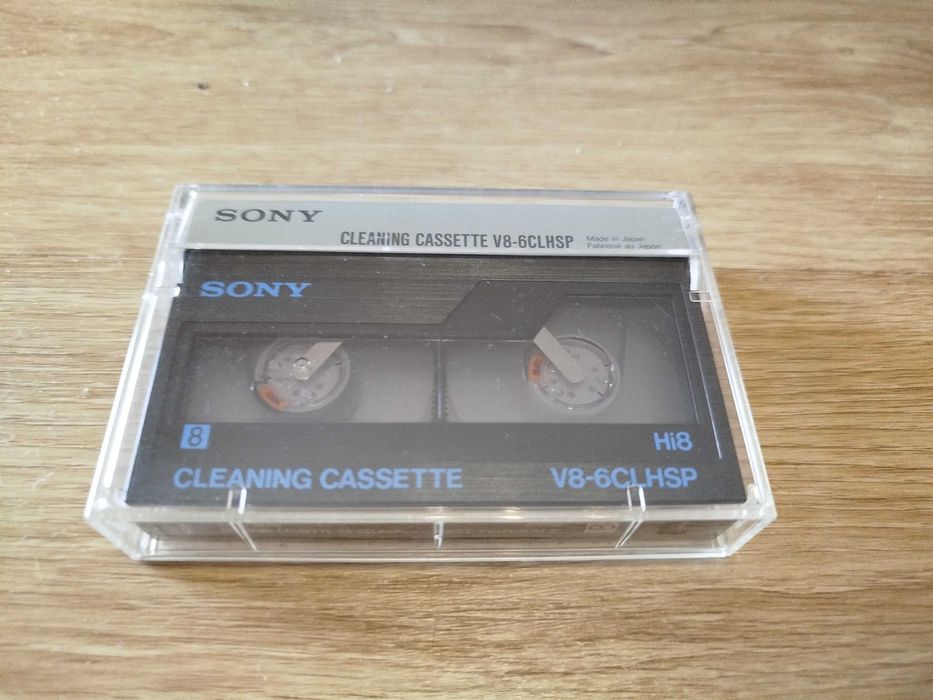 SONY
CLEANING CASSETTE V8-6CLHSP
Made in Japan
Fabriqué au Japon
SONY
8
Hi8
CLEANING CASSETTE V8-6CLHSP